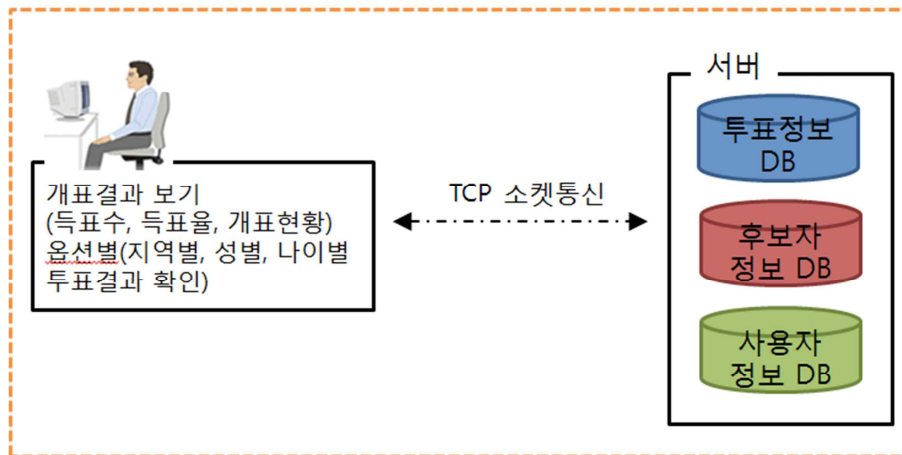 개표결과 보기
(득표수, 득표율, 개표현황)
옵션별(지역별, 성별, 나이별
투표결과 확인)
TCP 소켓통신
서버
투표정보
DB
후보자
정보 DB
사용자
정보 DB